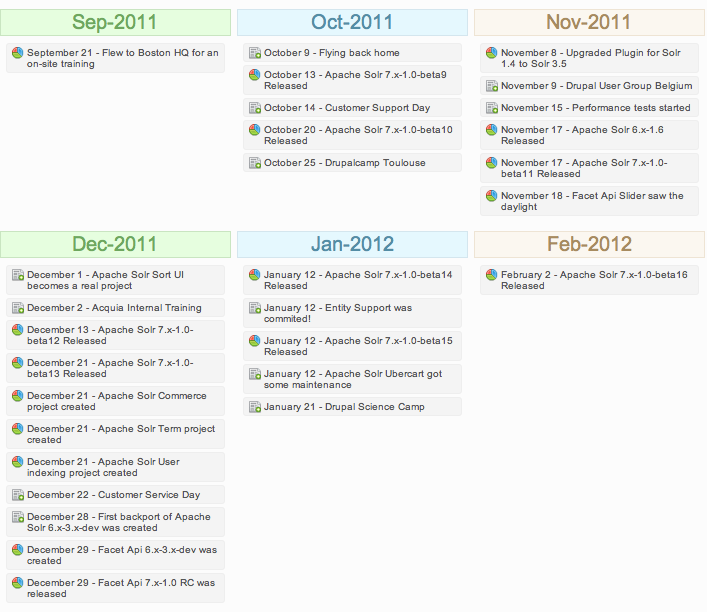 Sep-2011
September 21 - Flew to Boston HQ for an
on-site training
Oct-2011
October 9 - Flying back home
October 13 - Apache Solr 7.x-1.0-beta9
Released
October 14 - Customer Support Day
October 20 - Apache Solr 7.x-1.0-beta10
Released
October 25 - Drupalcamp Toulouse
Nov-2011
November 8 - Upgraded Plugin for Solr
1.4 to Solr 3.5
November 9 - Drupal User Group Belgium
November 15 - Performance tests started
November 17 - Apache Solr 6.x-1.6
Released
November 17 - Apache Solr 7.x-1.0-
beta11 Released
November 18 - Facet Api Slider saw the
daylight
Dec-2011
December 1 - Apache Solr Sort UI
becomes a real project
December 2 - Acquia Internal Training
December 13 - Apache Solr 7.x-1.0-
beta12 Released
December 21 - Apache Solr 7.x-1.0-
beta13 Released
December 21 - Apache Solr Commerce
project created
December 21 - Apache Solr Term project
created
December 21 - Apache Solr User
indexing project created
December 22 - Customer Service Day
December 28 - First backport of Apache
Solr 6.x-3.x-dev was created
December 29 - Facet Api 6.x-3.x-dev was
created
December 29 - Facet Api 7.x-1.0 RC was
released
Jan-2012
January 12 - Apache Solr 7.x-1.0-beta14
Released
January 12 - Entity Support was
commited!
January 12 - Apache Solr 7.x-1.0-beta15
Released
January 12 - Apache Solr Ubercart got
some maintenance
January 21 - Drupal Science Camp
Feb-2012
February 2 - Apache Solr 7.x-1.0-beta16
Released